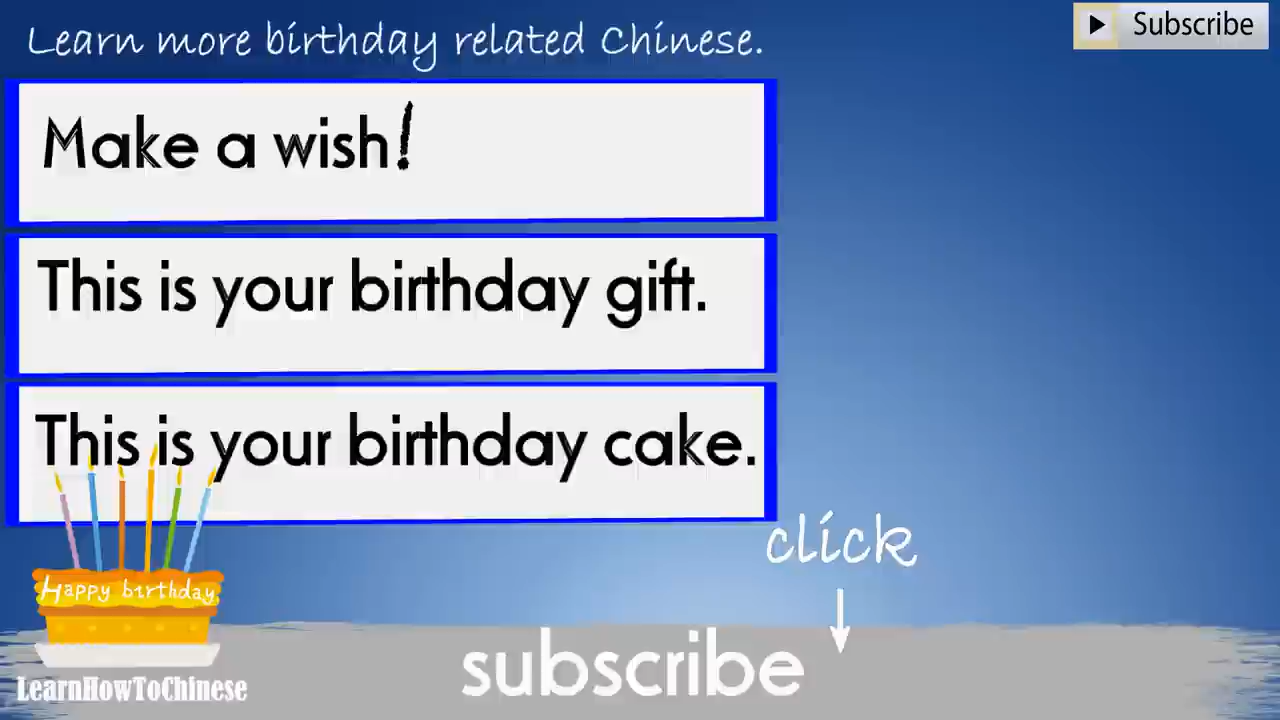 Learn more birthday related Chinese.
Subscribe
Make a wish!
This is your birthday gift.
This is your birthday cake.
click
Happy birthday
subscribe
LearnHowToChinese